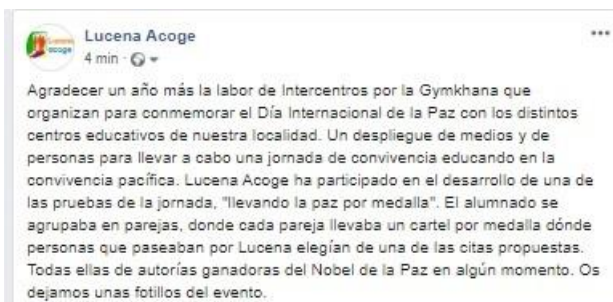 Lucena Acoge
4 min
Agradecer un año más la labor de Intercentros por la Gymkhana que
organizan para conmemorar el Día Internacional de la Paz con los distintos
centros educativos de nuestra localidad. Un despliegue de medios y de
personas para llevar a cabo una jornada de convivencia educando en la
convivencia pacífica. Lucena Acoge ha participado en el desarrollo de una de
las pruebas de la jornada, "llevando la paz por medalla". El alumnado se
agrupaba en parejas, donde cada pareja llevaba un cartel por medalla dónde
personas que paseaban por Lucena elegían de una de las citas propuestas.
Todas ellas de autorías ganadoras del Nobel de la Paz en algún momento. Os
dejamos unas fotillos del evento.